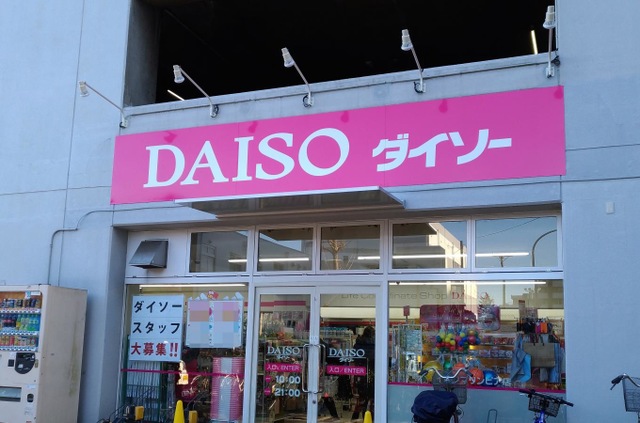 DAISO ダイソー
ダイソー
スタッフ
大募集!!
DAISO
入口/ENTER
10:00
21:00
DAISO
入口/ENTER